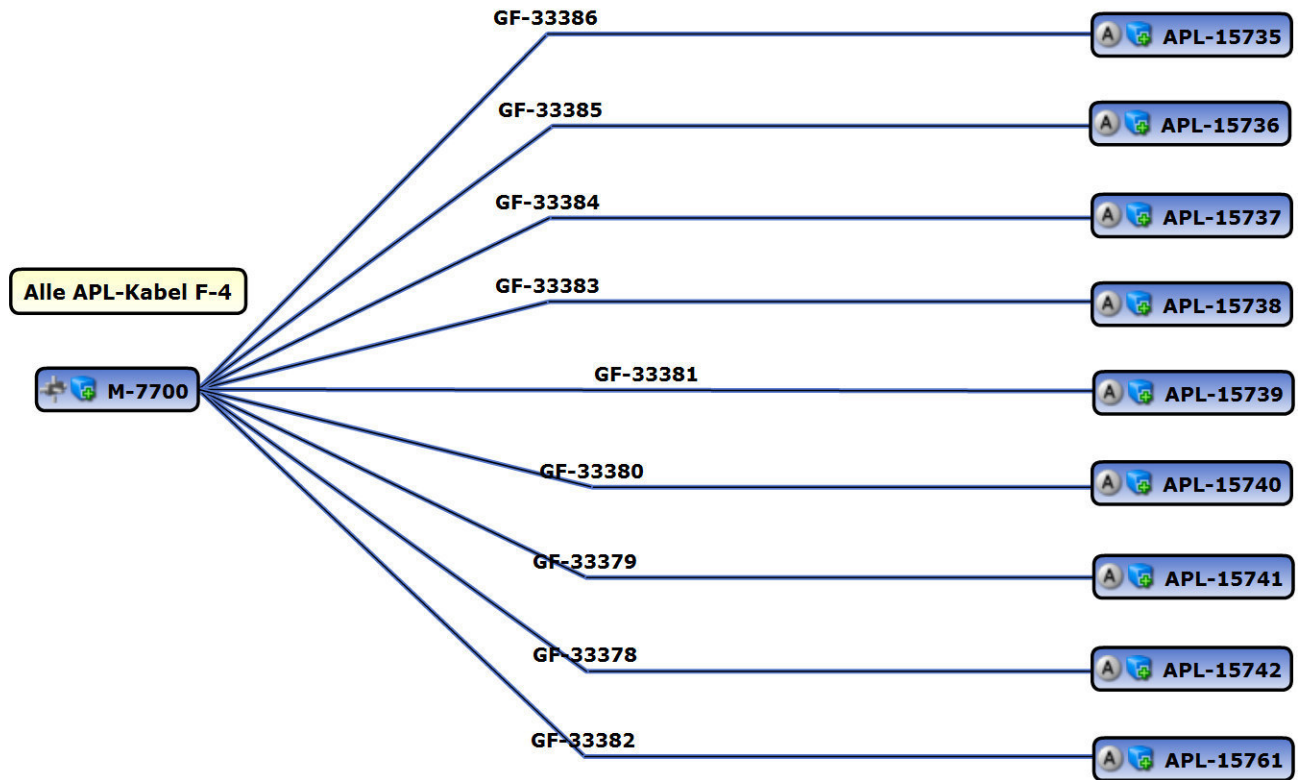 GF-33386
A APL-15735
GF-33385
A APL-15736
GF-33384
A APL-15737
Alle APL-Kabel F-4
GF-33383
A APL-15738
M-7700
GF-33381
A APL-15739
GF-33380
A APL-15740
GF-33379
A APL-15741
GF-33378
A APL-15742
GF-33382
A APL-15761